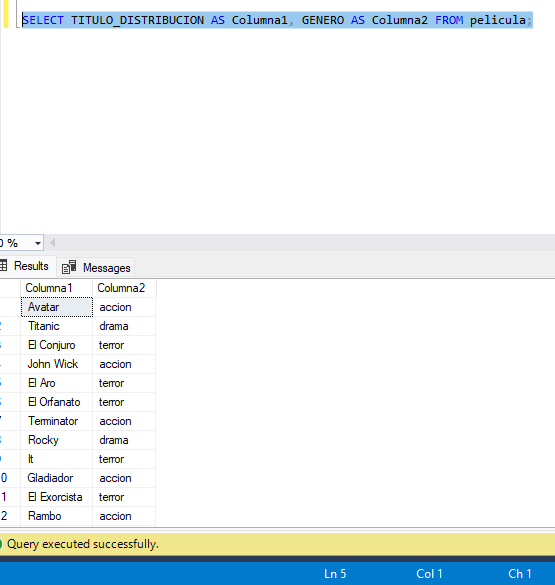 SELECT TITULO_DISTRIBUCION AS Columna1, GENERO AS Columna2 FROM pelicula;
0 %
Results Messages
Columna1 Columna2
Avatar accion
2 Titanic drama
3 El Conjuro terror
John Wick accion
5 El Aro terror
6 El Orfanato terror
7 Terminator accion
8 Rocky drama
9 It terror
0 Gladiador accion
1 El Exorcista terror
2 Rambo accion
Query executed successfully.
Ln 5 Col 1 Ch 1